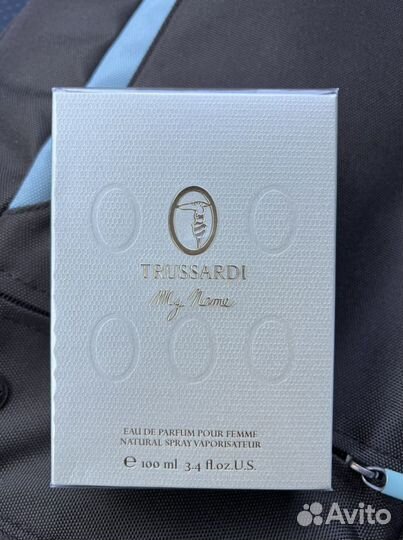 TRUSSARDI
My Name
EAU DE PARFUM POUR FEMME
NATURAL SPRAY VAPORISATEUR
℮ 100 ml 3.4 fl.oz.U.S.
Avito